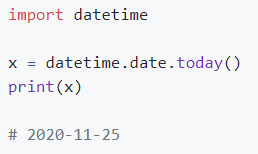 import datetime

x = datetime.date.today()
print(x)

# 2020-11-25